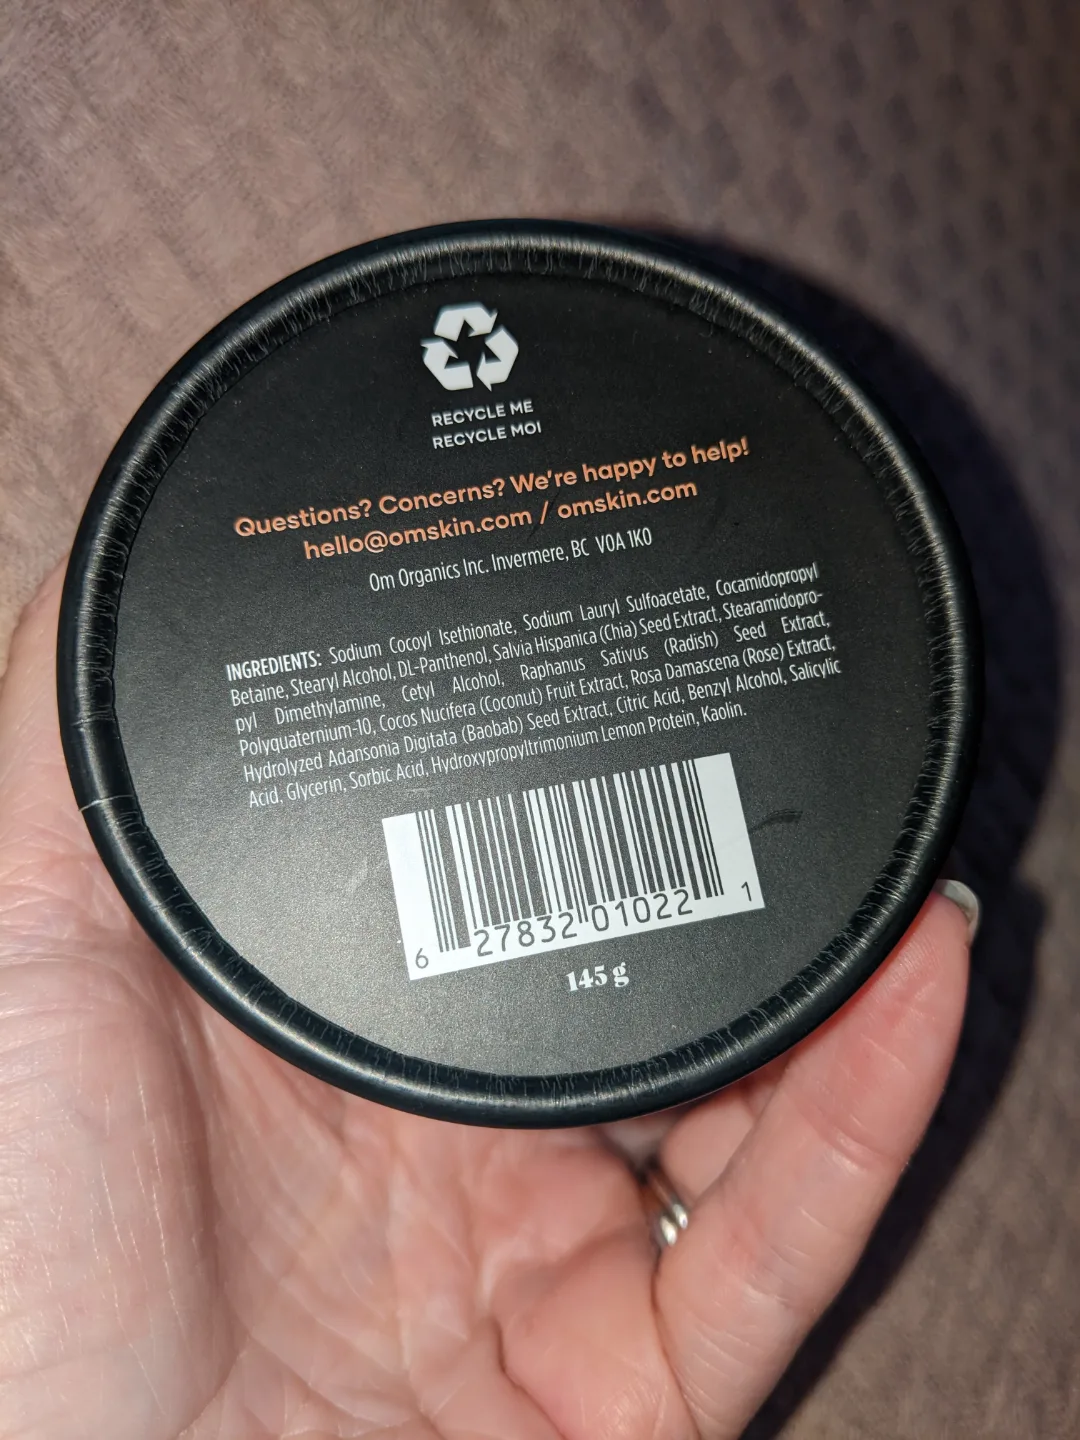 RECYCLE ME
RECYCLE MOI
Questions? Concerns? We're happy to help!
hello@omskin.com / omskin.com
Om Organics Inc. Invermere, BC V0A 1K0
INGREDIENTS: Sodium Cocoyl Isethionate, Sodium Lauryl Sulfoacetate, Cocamidopropyl
Betaine, Stearyl Alcohol, DL-Panthenol, Salvia Hispanica (Chia) Seed Extract, Stearamidopro-
pyl Dimethylamine, Cetyl Alcohol, Raphanus Sativus (Radish) Seed Extract,
Polyquaternium-10, Cocos Nucifera (Coconut) Fruit Extract, Rosa Damascena (Rose) Extract,
Hydrolyzed Adansonia Digitata (Baobab) Seed Extract, Citric Acid, Benzyl Alcohol, Salicylic
Acid, Glycerin, Sorbic Acid, Hydroxypropyltrimonium Lemon Protein, Kaolin.
6 27832 01022 1
145 g